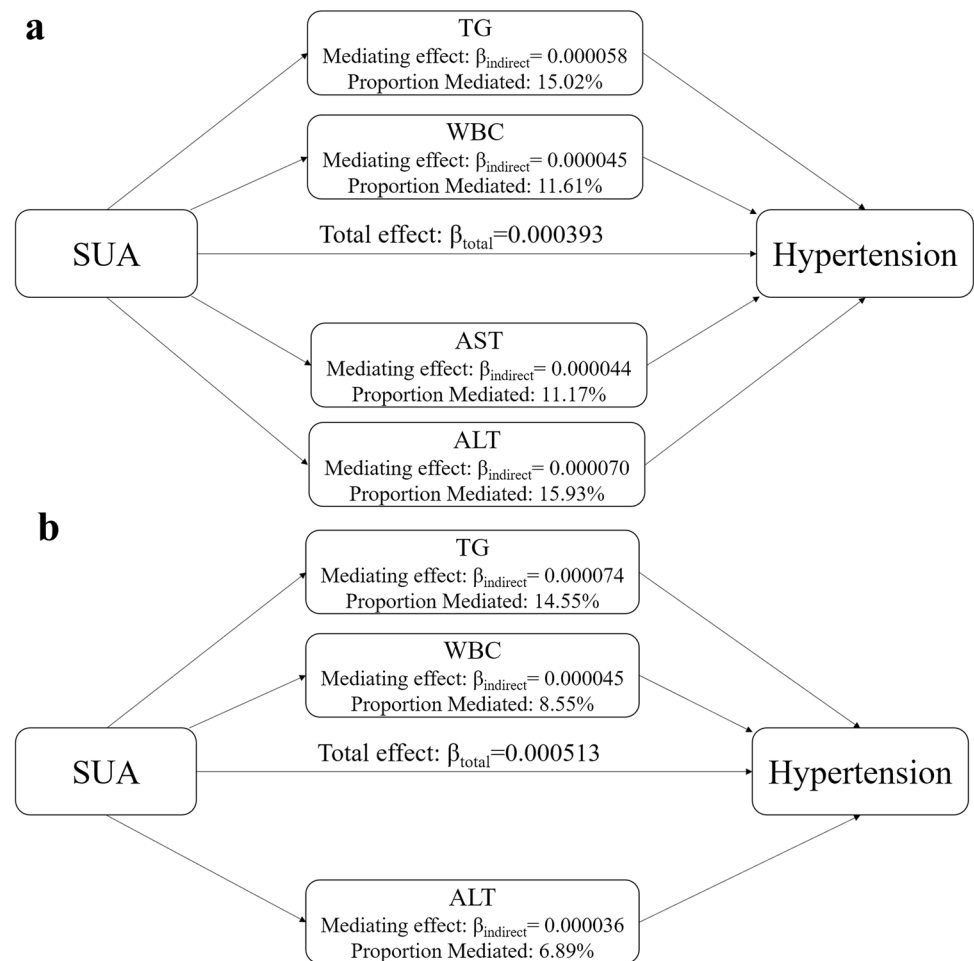 a
TG
Mediating effect: βindirect= 0.000058
Proportion Mediated: 15.02%
WBC
Mediating effect: βindirect= 0.000045
Proportion Mediated: 11.61%
Total effect: βtotal=0.000393
SUA
Hypertension
AST
Mediating effect: βindirect= 0.000044
Proportion Mediated: 11.17%
ALT
Mediating effect: βindirect= 0.000070
Proportion Mediated: 15.93%
b
TG
Mediating effect: βindirect= 0.000074
Proportion Mediated: 14.55%
WBC
Mediating effect: βindirect= 0.000045
Proportion Mediated: 8.55%
Total effect: βtotal=0.000513
SUA
Hypertension
ALT
Mediating effect: βindirect= 0.000036
Proportion Mediated: 6.89%